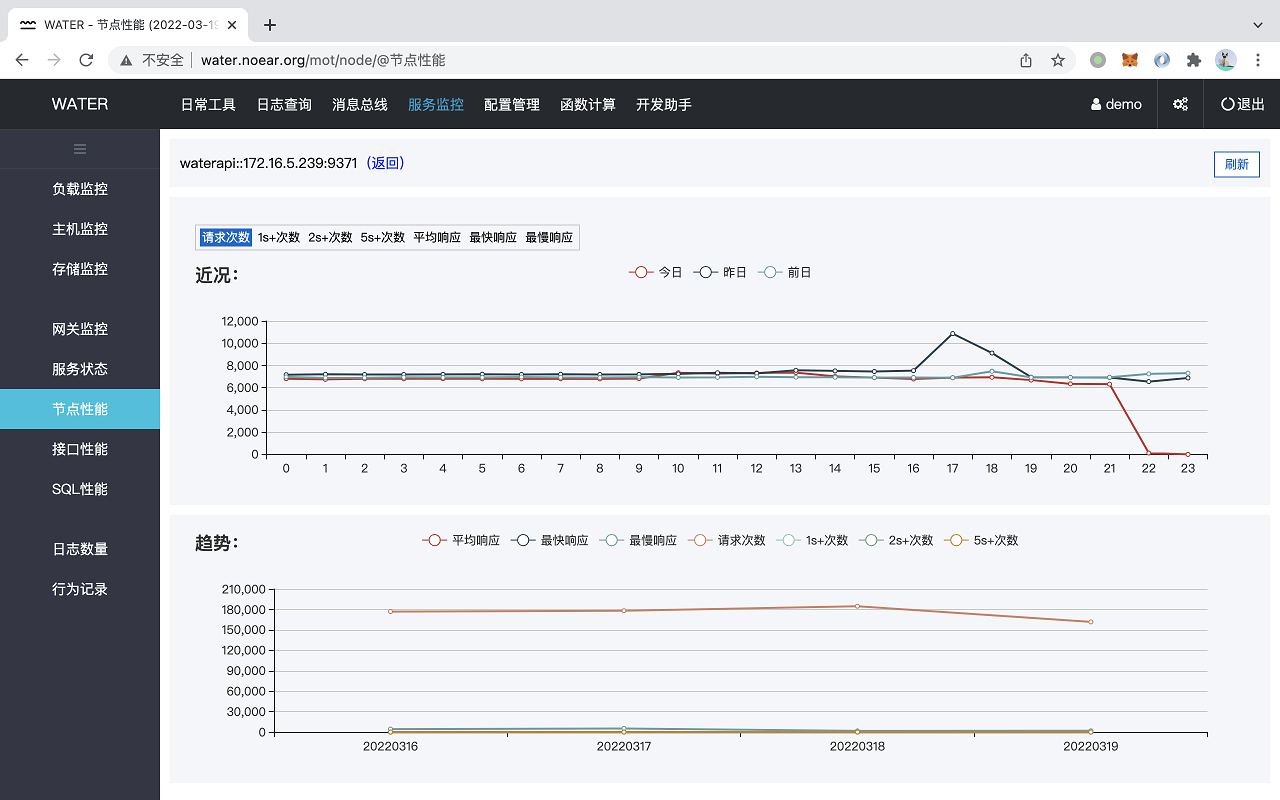 WATER - 节点性能 (2022-03-19
不安全 water.noear.org/mot/node/@节点性能
WATER 日常工具 日志查询 消息总线 服务监控 配置管理 函数计算 开发助手 demo 退出
负载监控
主机监控
存储监控
网关监控
服务状态
节点性能
接口性能
SQL性能
日志数量
行为记录
waterapi::172.16.5.239:9371 (返回) 刷新
请求次数 1s+次数 2s+次数 5s+次数 平均响应 最快响应 最慢响应
近况：
今日 昨日 前日
12,000
10,000
8,000
6,000
4,000
2,000
0
0 1 2 3 4 5 6 7 8 9 10 11 12 13 14 15 16 17 18 19 20 21 22 23
趋势：
平均响应 最快响应 最慢响应 请求次数 1s+次数 2s+次数 5s+次数
210,000
180,000
150,000
120,000
90,000
60,000
30,000
0
20220316 20220317 20220318 20220319